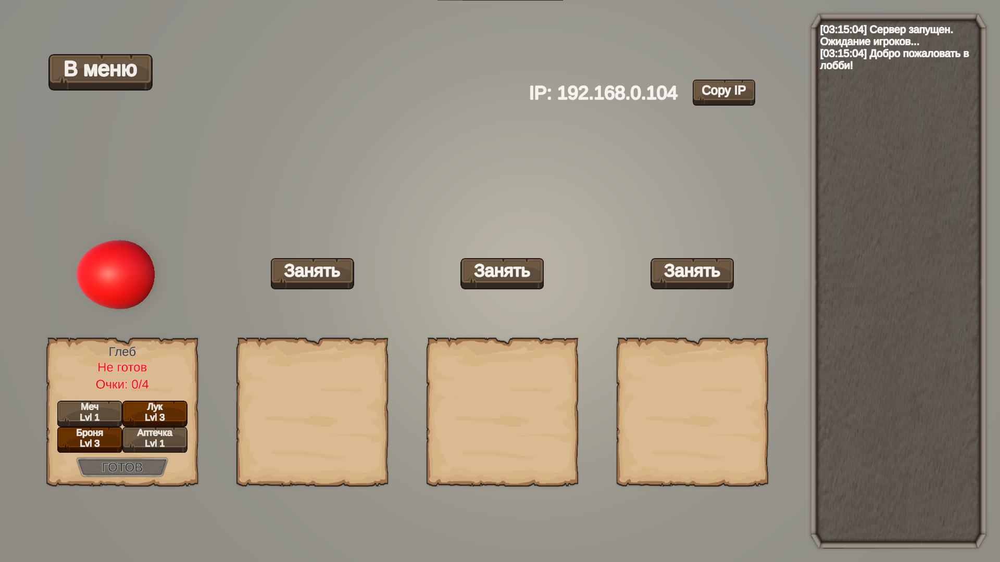 В меню
IP: 192.168.0.104
Copy IP
[03:15:04] Сервер запущен.
Ожидание игроков...
[03:15:04] Добро пожаловать в
лобби!
Занять
Занять
Занять
Глеб
Не готов
Очки: 0/4
Меч
Lvl 1
Лук
Lvl 3
Броня
Lvl 3
Аптечка
Lvl 1
ГОТОВ